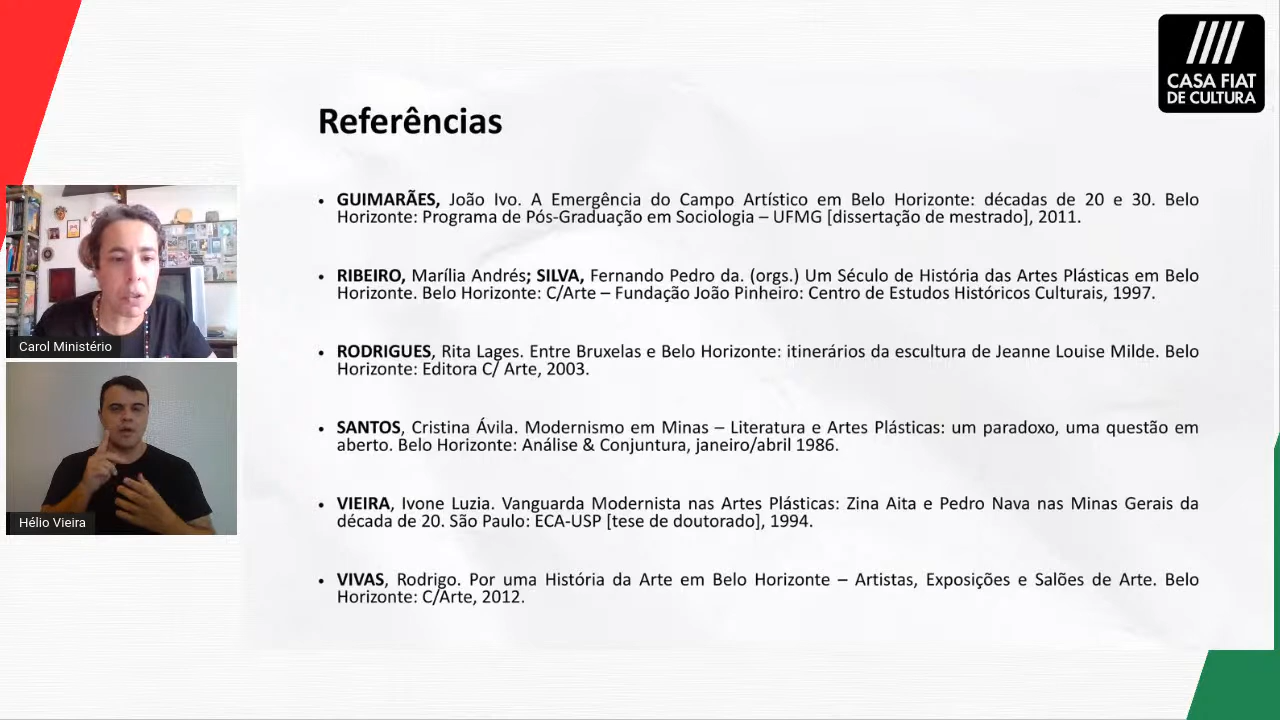 CASA FIAT
DE CULTURA
Referências
• GUIMARÃES, João Ivo. A Emergência do Campo Artístico em Belo Horizonte: décadas de 20 e 30. Belo
Horizonte: Programa de Pós-Graduação em Sociologia – UFMG [dissertação de mestrado], 2011.
• RIBEIRO, Marília Andrés; SILVA, Fernando Pedro da. (orgs.) Um Século de História das Artes Plásticas em Belo
Horizonte. Belo Horizonte: C/Arte – Fundação João Pinheiro: Centro de Estudos Históricos Culturais, 1997.
• RODRIGUES, Rita Lages. Entre Bruxelas e Belo Horizonte: itinerários da escultura de Jeanne Louise Milde. Belo
Horizonte: Editora C/ Arte, 2003.
• SANTOS, Cristina Ávila. Modernismo em Minas – Literatura e Artes Plásticas: um paradoxo, uma questão em
aberto. Belo Horizonte: Análise & Conjuntura, janeiro/abril 1986.
• VIEIRA, Ivone Luzia. Vanguarda Modernista nas Artes Plásticas: Zina Aita e Pedro Nava nas Minas Gerais da
década de 20. São Paulo: ECA-USP [tese de doutorado], 1994.
• VIVAS, Rodrigo. Por uma História da Arte em Belo Horizonte – Artistas, Exposições e Salões de Arte. Belo
Horizonte: C/Arte, 2012.
Carol Ministério
Hélio Vieira